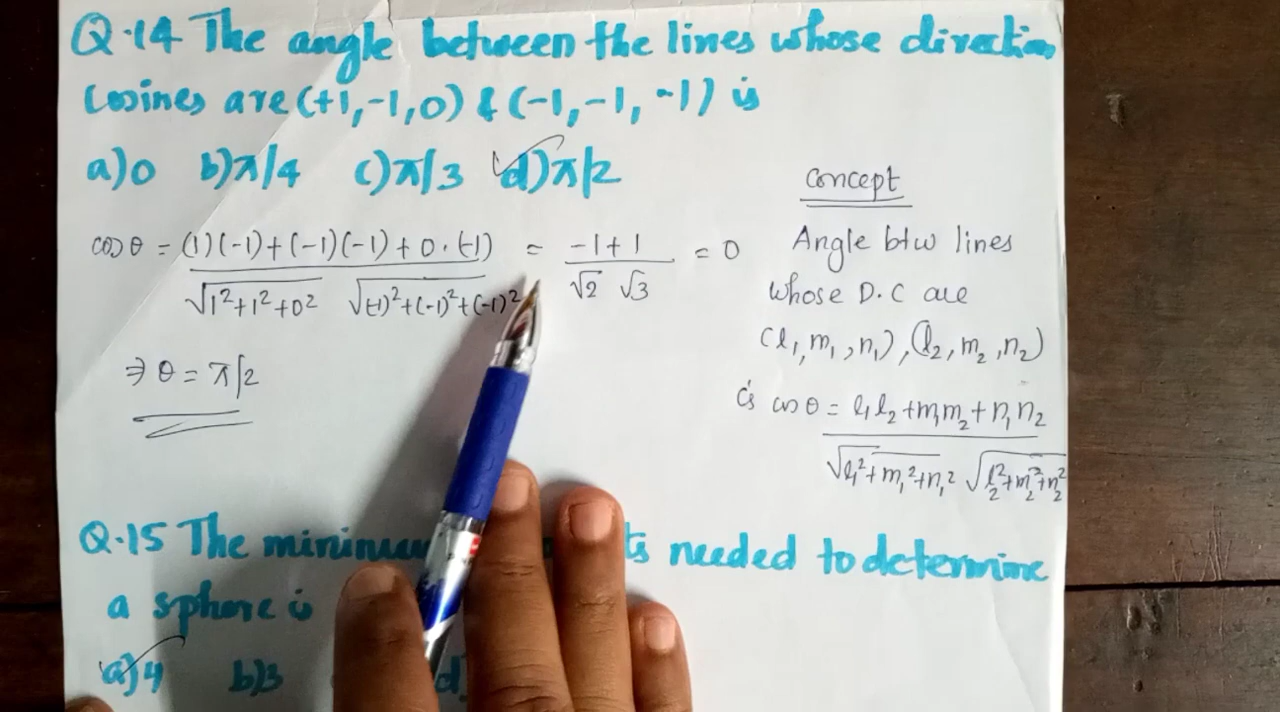 Q.14 The angle between the lines whose direction
Cosines are (+1,-1,0) & (-1,-1,-1) is
a)0 b)π/4 c)π/3 d)π/2
cos θ = (1)(-1)+(-1)(-1)+0.(-1) / √1²+1²+0² √(-1)²+(-1)²+(-1)² = -1+1 / √2 √3 = 0
⇒ θ = π/2
Concept
Angle btw lines
whose D.C are
(l₁,m₁,n₁),(l₂,m₂,n₂)
is cos θ = l₁l₂+m₁m₂+n₁n₂ / √l₁²+m₁²+n₁² √l₂²+m₂²+n₂²
Q.15 The needed to determine
a sphere is
a)4 b)3 d)